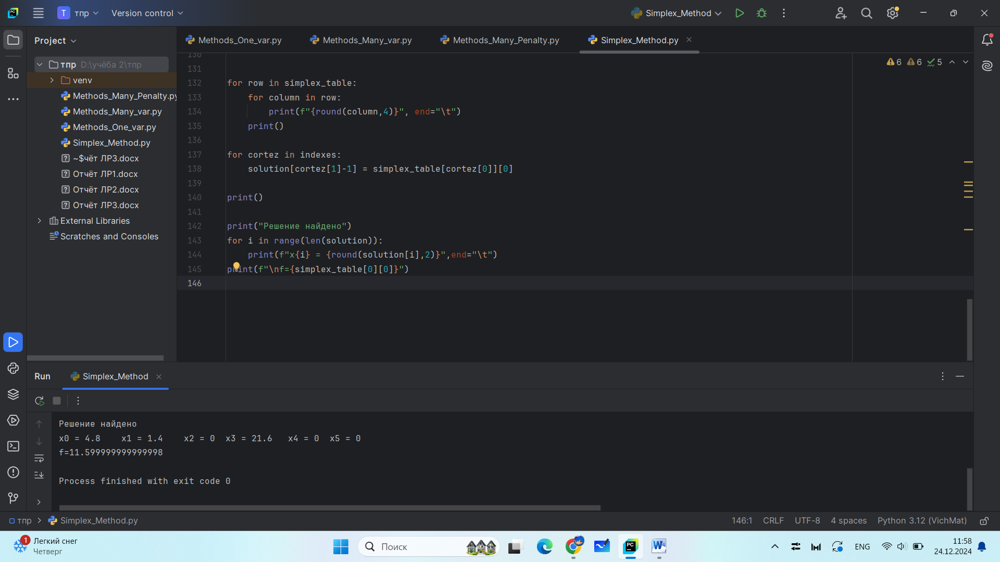 T тпр Version control Simplex_Method
Project
Methods_One_var.py Methods_Many_var.py Methods_Many_Penalty.py Simplex_Method.py
тпр D:\учёба 2\тпр
venv
Methods_Many_Penalty.py
Methods_Many_var.py
Methods_One_var.py
Simplex_Method.py
~$чёт ЛР3.docx
Отчёт ЛР1.docx
Отчёт ЛР2.docx
Отчёт ЛР3.docx
External Libraries
Scratches and Consoles
6 6 5
130
131
132 for row in simplex_table:
133 for column in row:
134 print(f"{round(column,4)}", end="\t")
135 print()
136
137 for cortez in indexes:
138 solution[cortez[1]-1] = simplex_table[cortez[0]][0]
139
140 print()
141
142 print("Решение найдено")
143 for i in range(len(solution)):
144 print(f"x{i} = {round(solution[i],2)}",end="\t")
145 print(f"\nf={simplex_table[0][0]}")
146
Run Simplex_Method
Решение найдено
x0 = 4.8 x1 = 1.4 x2 = 0 x3 = 21.6 x4 = 0 x5 = 0
f=11.599999999999998
Process finished with exit code 0
тпр Simplex_Method.py 146:1 CRLF UTF-8 4 spaces Python 3.12 (VichMat)
1 Легкий снег
Четверг
Поиск
PC
W
ENG
11:58
24.12.2024